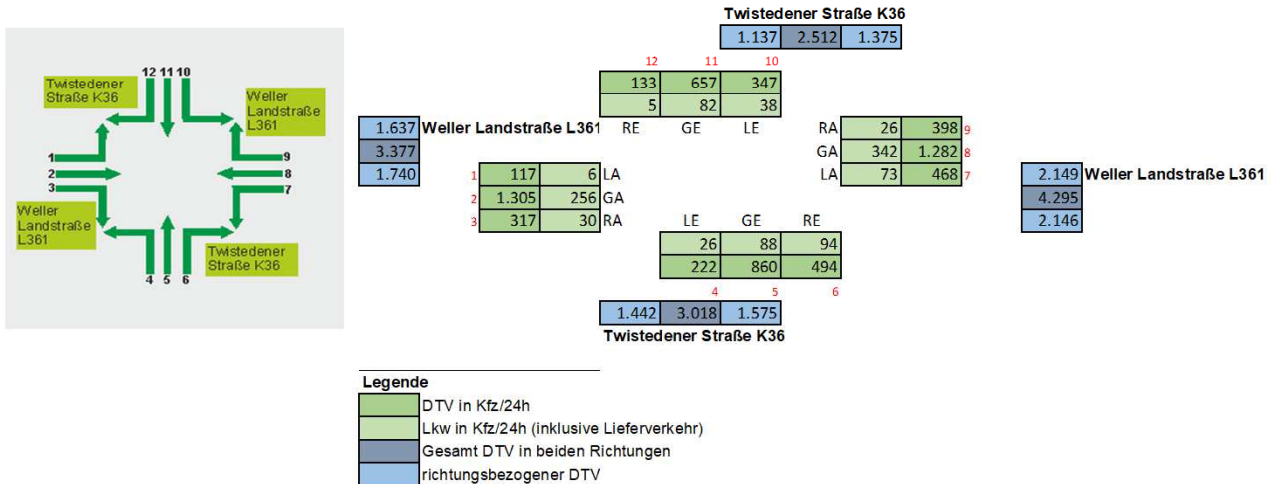 Twistedener Straße K36
1.137 2.512 1.375
12 11 10
133 657 347
5 82 38
RE GE LE
12 11 10
Twistedener
Straße K36
Weller
Landstraße
L361
1
2
3
9
8
7
Weller
Landstraße
L361
Twistedener
Straße K36
4 5 6
1.637 Weller Landstraße L361
3.377
1.740
1 117 6 LA
2 1.305 256 GA
3 317 30 RA
RA 26 398 9
GA 342 1.282 8
LA 73 468 7
2.149 Weller Landstraße L361
4.295
2.146
LE GE RE
26 88 94
222 860 494
4 5 6
1.442 3.018 1.575
Twistedener Straße K36
Legende
DTV in Kfz/24h
Lkw in Kfz/24h (inklusive Lieferverkehr)
Gesamt DTV in beiden Richtungen
richtungsbezogener DTV